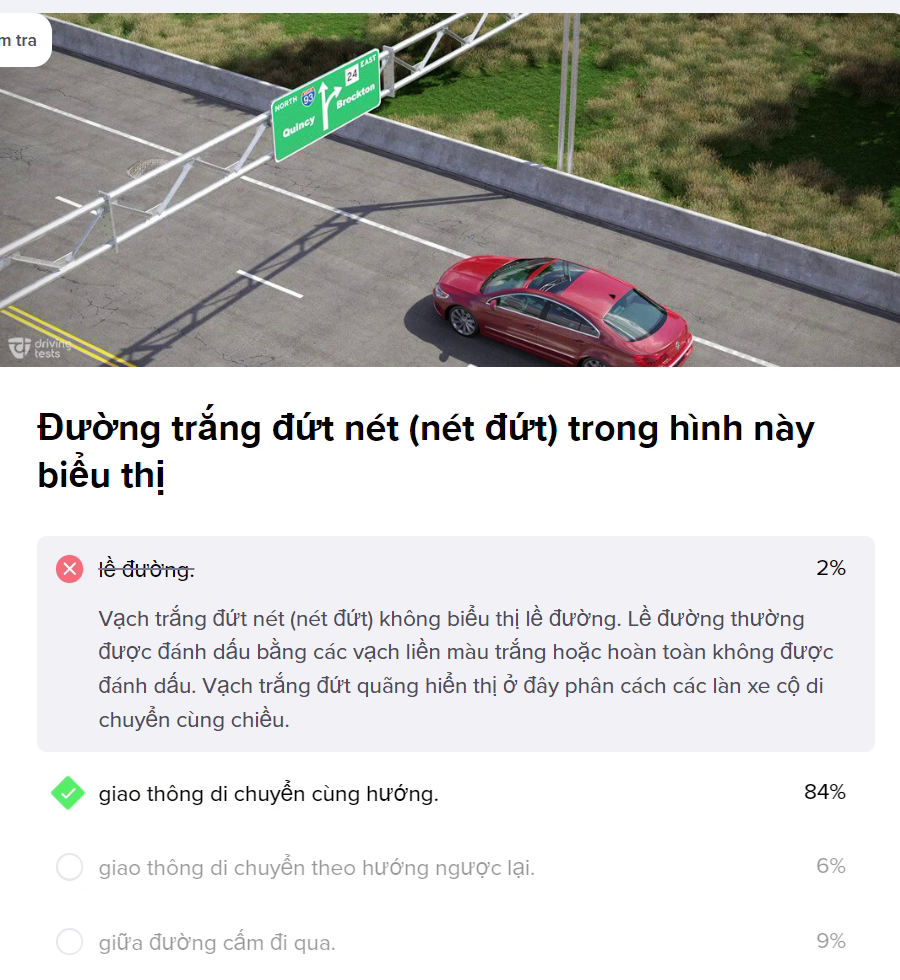 m tra
EAST
24
NORTH 93
Brockton
Quincy
driving
tests
Đường trắng đứt nét (nét đứt) trong hình này
biểu thị
lề đường.
2%
Vạch trắng đứt nét (nét đứt) không biểu thị lề đường. Lề đường thường
được đánh dấu bằng các vạch liền màu trắng hoặc hoàn toàn không được
đánh dấu. Vạch trắng đứt quãng hiển thị ở đây phân cách các làn xe cộ di
chuyển cùng chiều.
giao thông di chuyển cùng hướng.
84%
giao thông di chuyển theo hướng ngược lại.
6%
giữa đường cấm đi qua.
9%